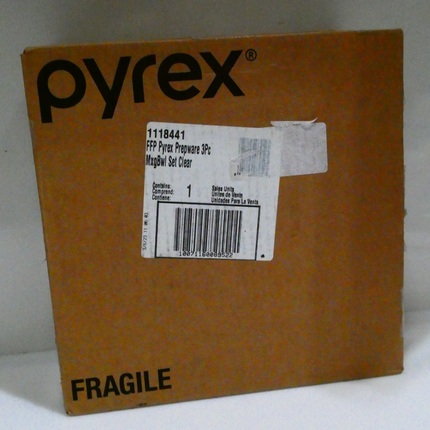 pyrex®
1118441
FFP Pyrex Prepware 3Pc
MxgBwl Set Clear
Contains: 1 Sales Units
Comprend: Unites de Vente
Contiene: Unidades Para La Venta
10071160089522
FRAGILE